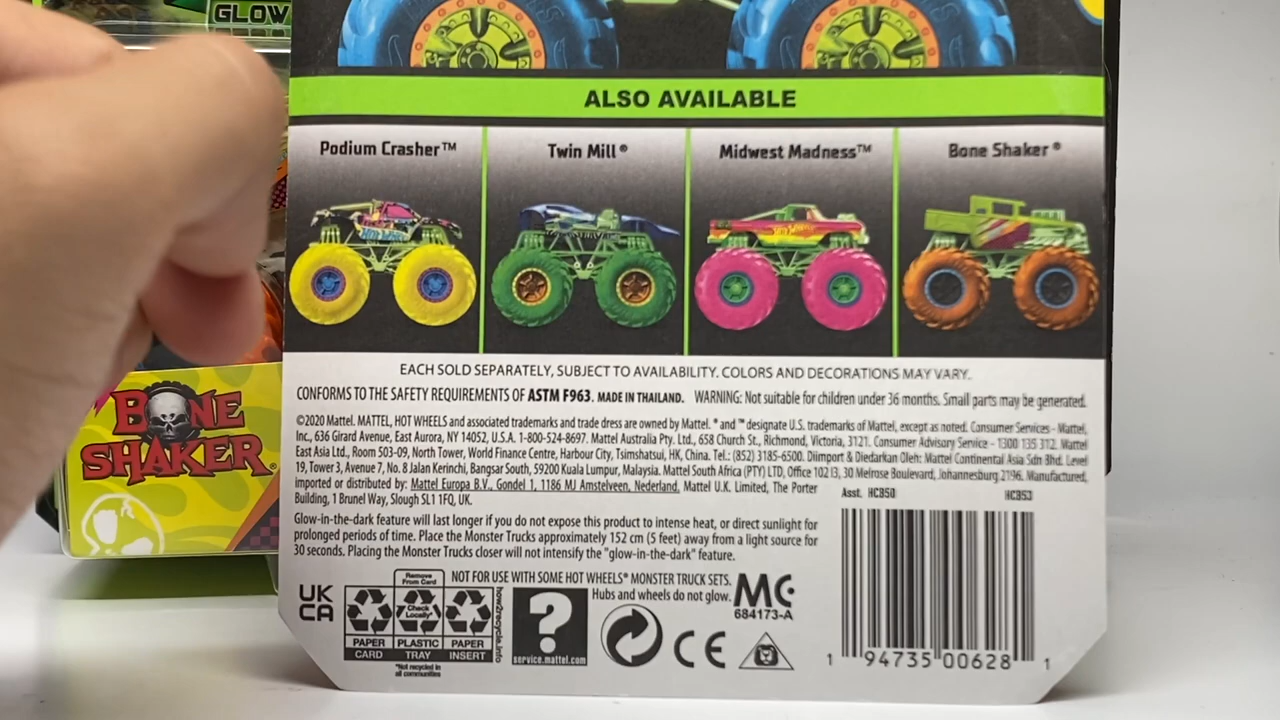 GLOW
ALSO AVAILABLE
Podium Crasher™
Twin Mill®
Midwest Madness™
Bone Shaker®
EACH SOLD SEPARATELY, SUBJECT TO AVAILABILITY. COLORS AND DECORATIONS MAY VARY.
CONFORMS TO THE SAFETY REQUIREMENTS OF ASTM F963. MADE IN THAILAND. WARNING: Not suitable for children under 36 months. Small parts may be generated.
©2020 Mattel. MATTEL, HOT WHEELS and associated trademarks and trade dress are owned by Mattel. ® and ™ designate U.S. trademarks of Mattel, except as noted. Consumer Services - Mattel,
Inc, 636 Girard Avenue, East Aurora, NY 14052, U.S.A. 1-800-524-8697. Mattel Australia Pty. Ltd., 658 Church St., Richmond, Victoria, 3121. Consumer Advisory Service - 1300 135 312. Mattel
East Asia Ltd., Room 503-09, North Tower, World Finance Centre, Harbour City, Tsimshatsui, HK, China. Tel.: (852) 3185-6500. Diimport & Diedarkan Oleh: Mattel Continental Asia Sdn Bhd. Level
19, Tower 3, Avenue 7, No. 8 Jalan Kerinchi, Bangsar South, 59200 Kuala Lumpur, Malaysia. Mattel South Africa (PTY) LTD, Office 102 I3, 30 Melrose Boulevard, Johannesburg 2196. Manufactured,
imported or distributed by: Mattel Europa B.V., Gondel 1, 1186 MJ Amstelveen, Nederland. Mattel U.K. Limited, The Porter
Building, 1 Brunel Way, Slough SL1 1FQ, UK.
Asst. HCB50
HCB53
Glow-in-the-dark feature will last longer if you do not expose this product to intense heat, or direct sunlight for
prolonged periods of time. Place the Monster Trucks approximately 152 cm (5 feet) away from a light source for
30 seconds. Placing the Monster Trucks closer will not intensify the "glow-in-the-dark" feature.
NOT FOR USE WITH SOME HOT WHEELS® MONSTER TRUCK SETS.
Hubs and wheels do not glow.
UK
CA
Remove
From Card
Check
Locally*
PAPER
CARD
PLASTIC
TRAY
PAPER
INSERT
*Not recycled in
all communities
how2recycle.info
?
service.mattel.com
CE
MC
684173-A
1 94735 00628 1
BONE
SHAKER®